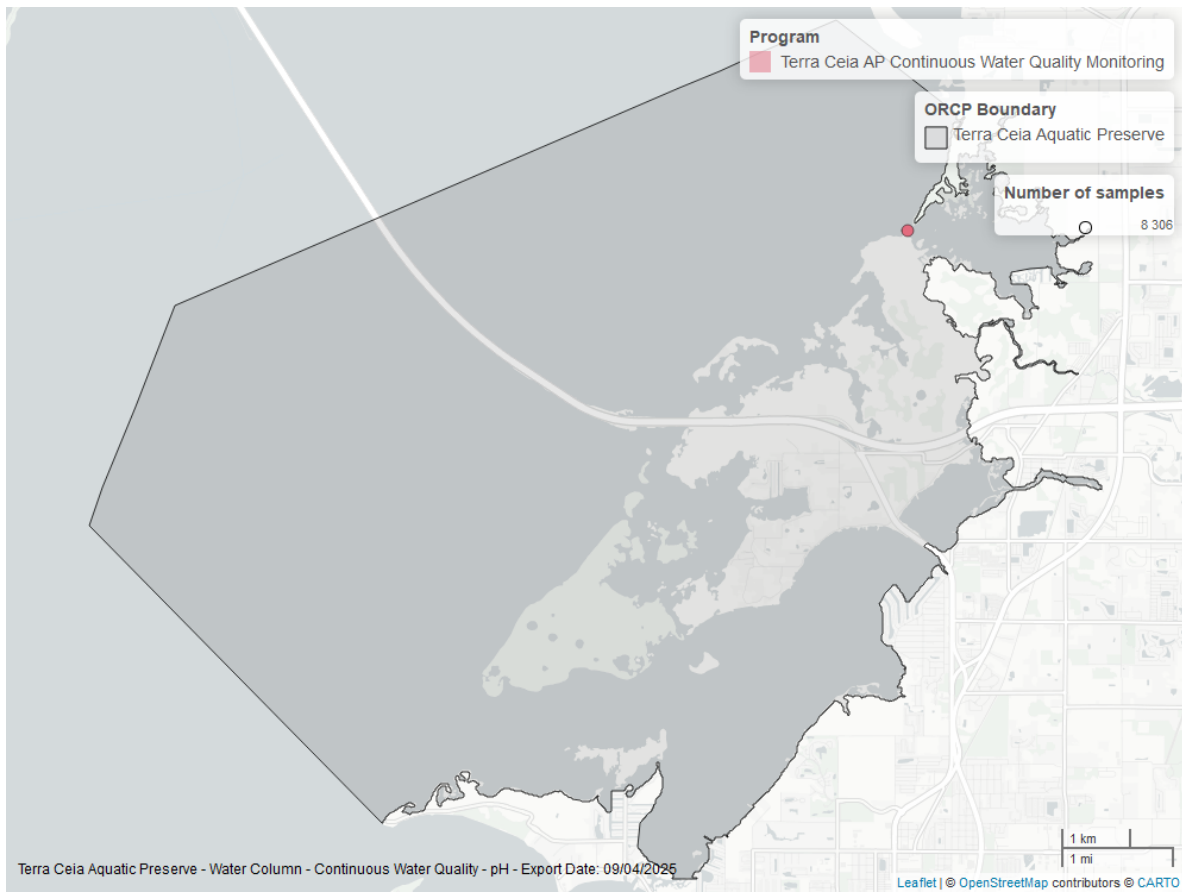 Program
Terra Ceia AP Continuous Water Quality Monitoring
ORCP Boundary
Terra Ceia Aquatic Preserve
Number of samples
8 306
1 km
1 mi
Terra Ceia Aquatic Preserve - Water Column - Continuous Water Quality - pH - Export Date: 09/04/2025
Leaflet | © OpenStreetMap contributors © CARTO